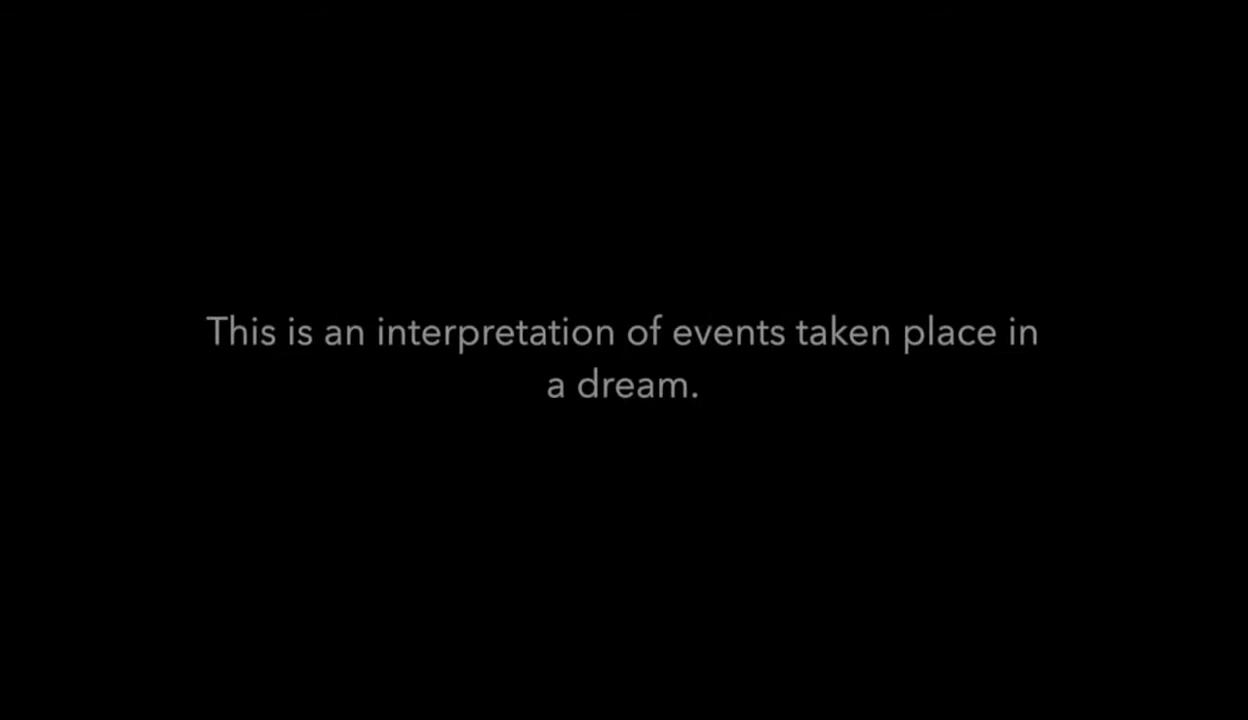 This is an interpretation of events taken place in
a dream.